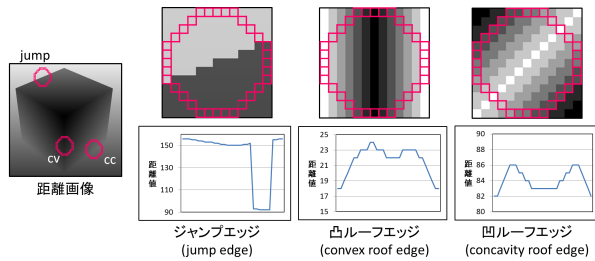 jump
cv
cc
距離画像
距離値
150
130
110
90
ジャンプエッジ
(jump edge)
距離値
25
23
21
19
17
15
凸ルーフエッジ
(convex roof edge)
距離値
90
88
86
84
82
80
凹ルーフエッジ
(concavity roof edge)